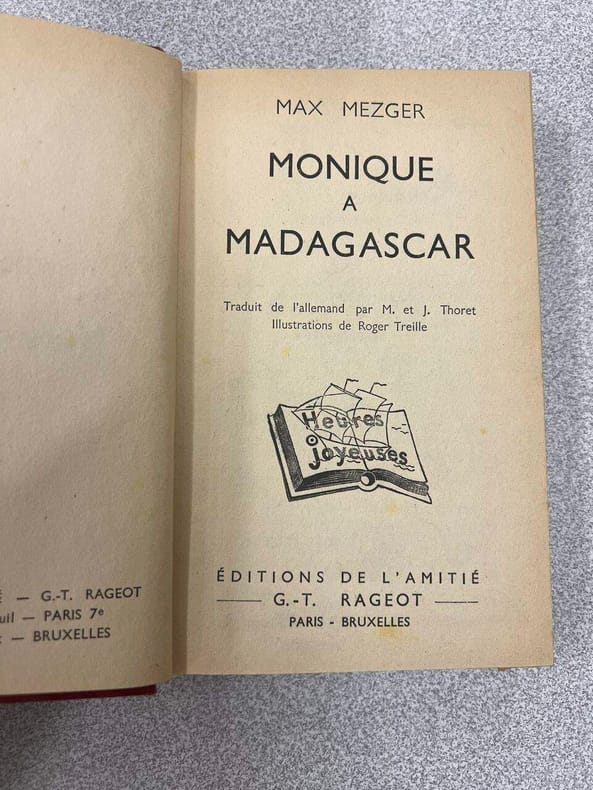 — G.-T. RAGEOT
— PARIS 7e
— BRUXELLES
MAX MEZGER
MONIQUE
A
MADAGASCAR
Traduit de l'allemand par M. et J. Thoret
Illustrations de Roger Treille
Heures
Joyeuses
ÉDITIONS DE L'AMITIÉ
G.-T. RAGEOT
PARIS - BRUXELLES